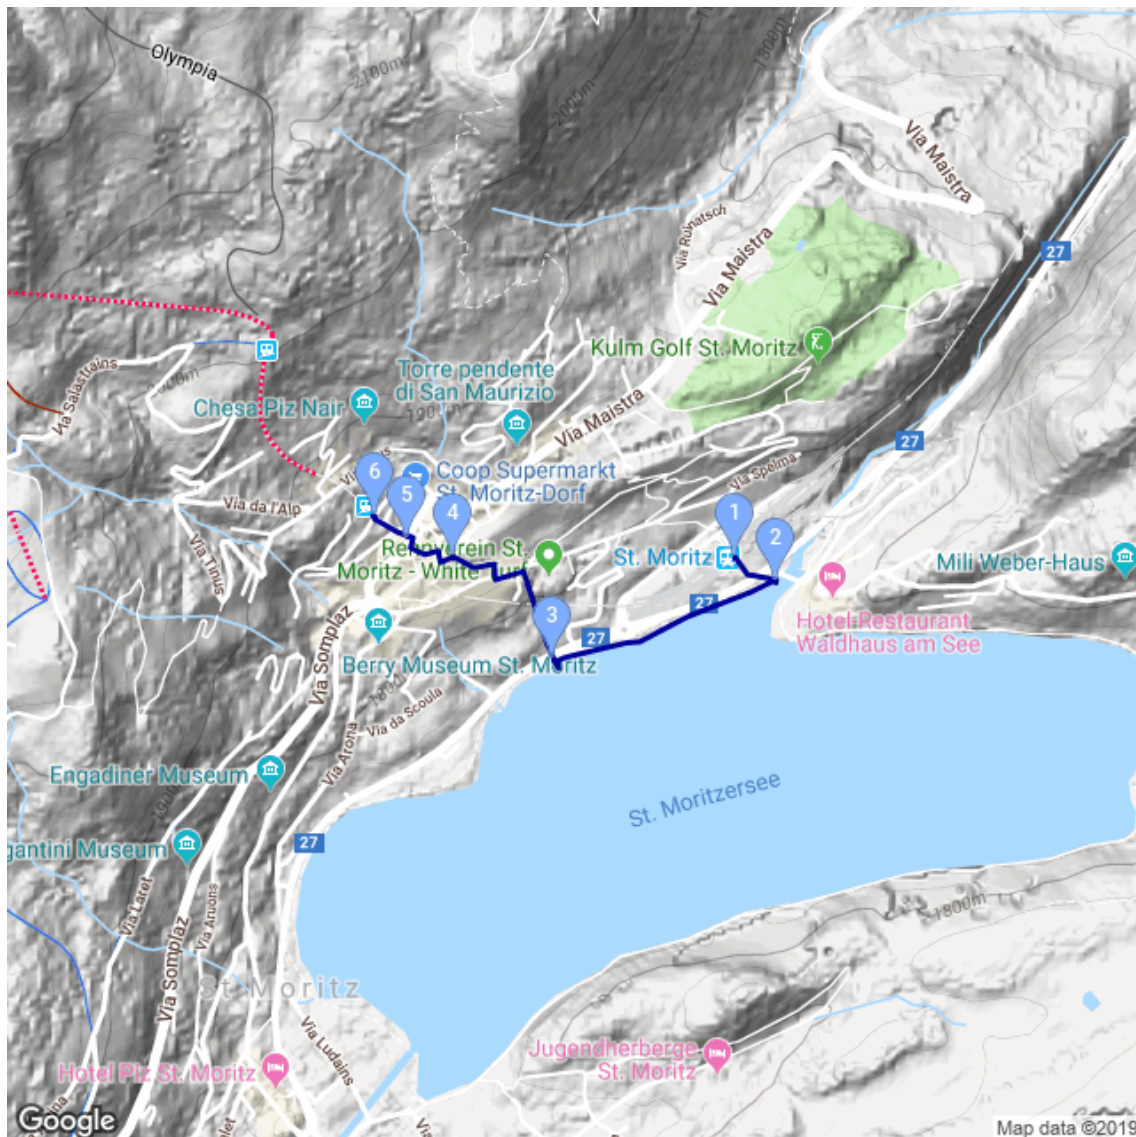 Olympia
2100m
1800m
2000m
Via Maistra
27
Via Ruinatsch
Via Maistra
Kulm Golf St. Moritz
Via Salastrains
Torre pendente
di San Maurizio
Chesa Piz Nair
Via Maistra
27
Coop Supermarkt
St. Moritz-Dorf
Via Spelma
Via da l'Alp
6
5
4
1
2
Via Tinus
Rennverein St.
Moritz - White Turf
St. Moritz
Mili Weber-Haus
3
27
27
Hotel Restaurant
Waldhaus am See
Berry Museum St. Moritz
Via Somplaz
Via da Scoula
Via Arona
Engadiner Museum
St. Moritzersee
27
gantini Museum
Via Laret
Via Aruons
Via Somplaz
1800m
St Moritz
Via Ludains
Jugendherberge
St. Moritz
Hotel Piz St. Moritz
Google
Map data ©2019